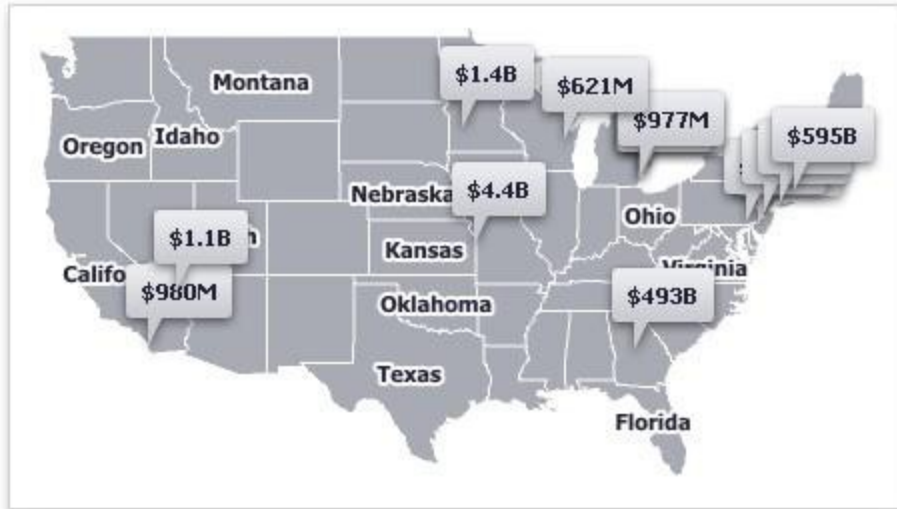 $1.4B
Montana
$621M
$977M
$595B
Oregon
Idaho
Nebraska
$4.4B
Ohio
$1.1B
Kansas
Virginia
Califo
$980M
$493B
Oklahoma
Texas
Florida